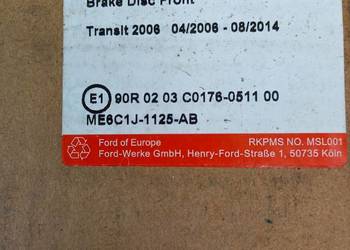 Brake Disc Front
Transit 2006 04/2006 - 08/2014
E1 90R 02 03 C0176-0511 00
ME6C1J-1125-AB
Ford of Europe RKPMS NO. MSL001
Ford-Werke GmbH, Henry-Ford-Straße 1, 50735 Köln